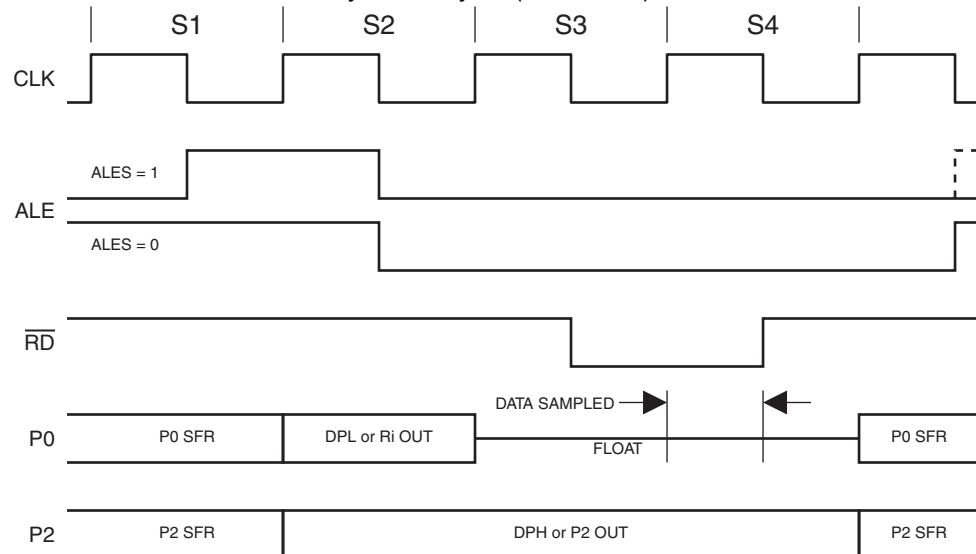 S1 S2 S3 S4
CLK
ALES = 1
ALE
ALES = 0
RD
DATA SAMPLED
P0 P0 SFR DPL or Ri OUT FLOAT P0 SFR
P2 P2 SFR DPH or P2 OUT P2 SFR